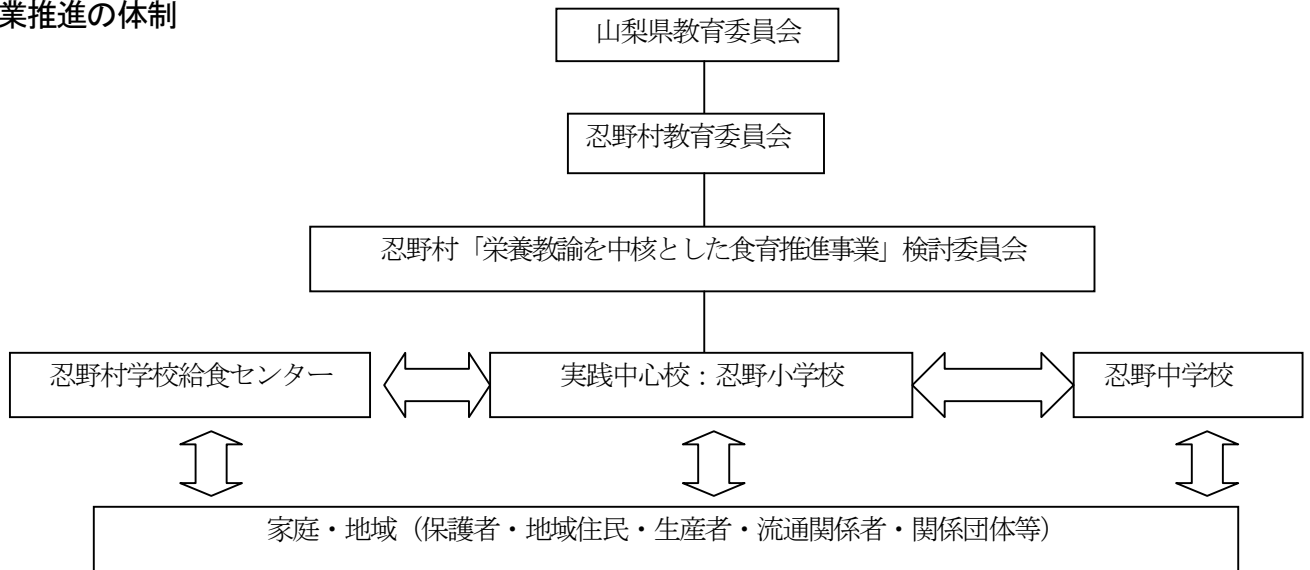 業推進の体制
山梨県教育委員会
忍野村教育委員会
忍野村「栄養教諭を中核とした食育推進事業」検討委員会
忍野村学校給食センター
実践中心校：忍野小学校
忍野中学校
家庭・地域（保護者・地域住民・生産者・流通関係者・関係団体等）